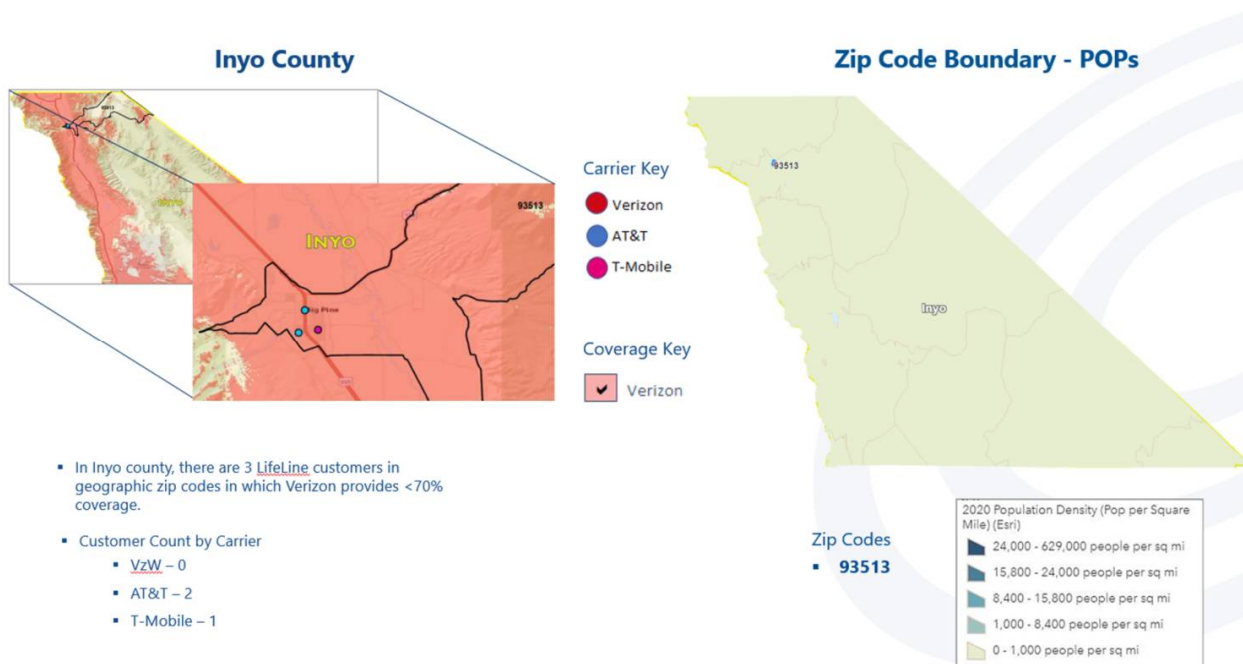 Inyo County
Zip Code Boundary - POPs
93513
INYO
93513
INYO
Big Pine
Carrier Key
Verizon
AT&T
T-Mobile
Coverage Key
Verizon
93513
Inyo
▪ In Inyo county, there are 3 LifeLine customers in
geographic zip codes in which Verizon provides <70%
coverage.
▪ Customer Count by Carrier
▪ VzW – 0
▪ AT&T – 2
▪ T-Mobile – 1
Zip Codes
▪ 93513
2020 Population Density (Pop per Square
Mile) (Esri)
24,000 - 629,000 people per sq mi
15,800 - 24,000 people per sq mi
8,400 - 15,800 people per sq mi
1,000 - 8,400 people per sq mi
0 - 1,000 people per sq mi